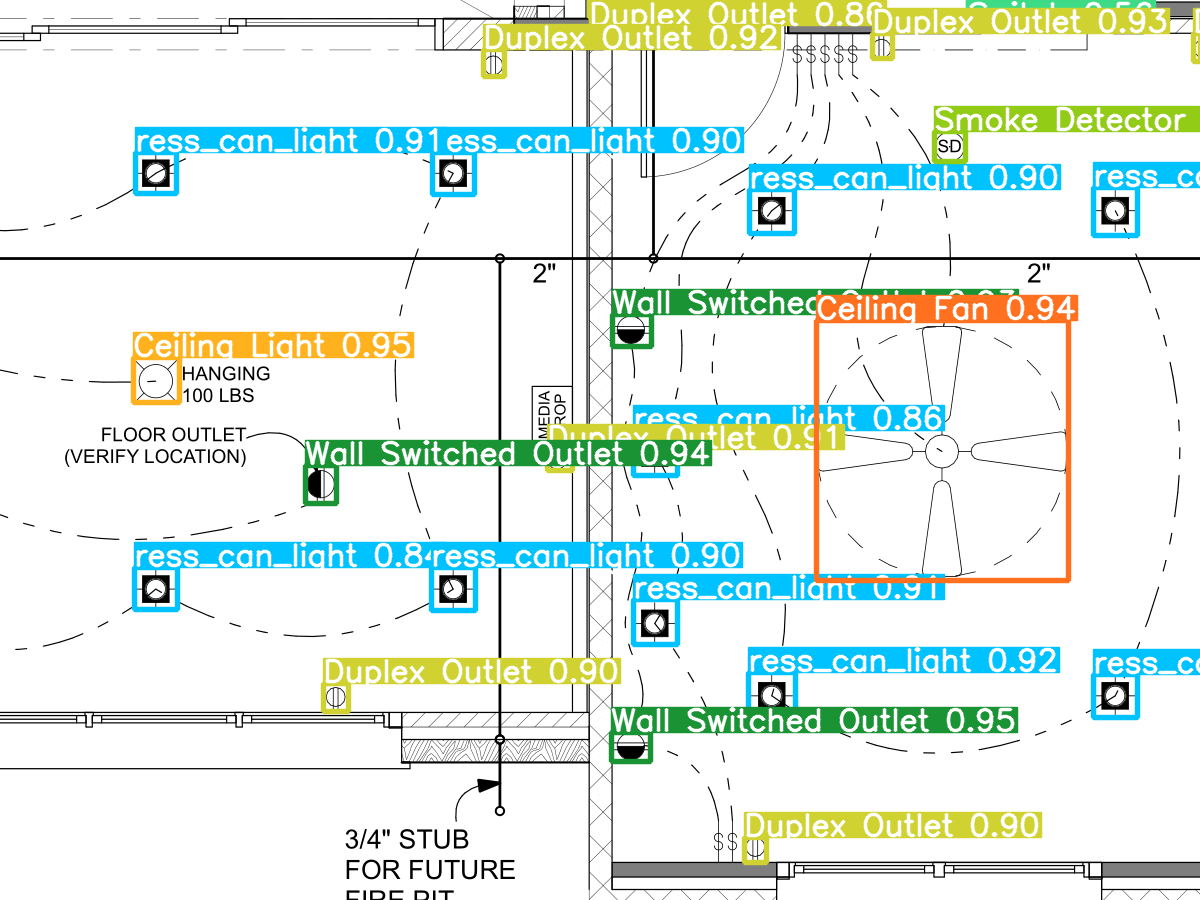 Duplex Outlet 0.86
Duplex Outlet 0.93
Duplex Outlet 0.92
$ $ $ $ $
Smoke Detector
SD
ress_can_light 0.91
ess_can_light 0.90
ress_can_light 0.90
ress_c
2"
2"
Wall Switched
Ceiling Fan 0.94
Ceiling Light 0.95
HANGING
100 LBS
MEDIA
ress_can_light 0.86
Duplex Outlet 0.91
FLOOR OUTLET
(VERIFY LOCATION)
Wall Switched Outlet 0.94
ress_can_light 0.84
ress_can_light 0.90
ress_can_light 0.91
Duplex Outlet 0.90
ress_can_light 0.92
ress_c
Wall Switched Outlet 0.95
3/4" STUB
FOR FUTURE
FIRE PIT
$ $
Duplex Outlet 0.90